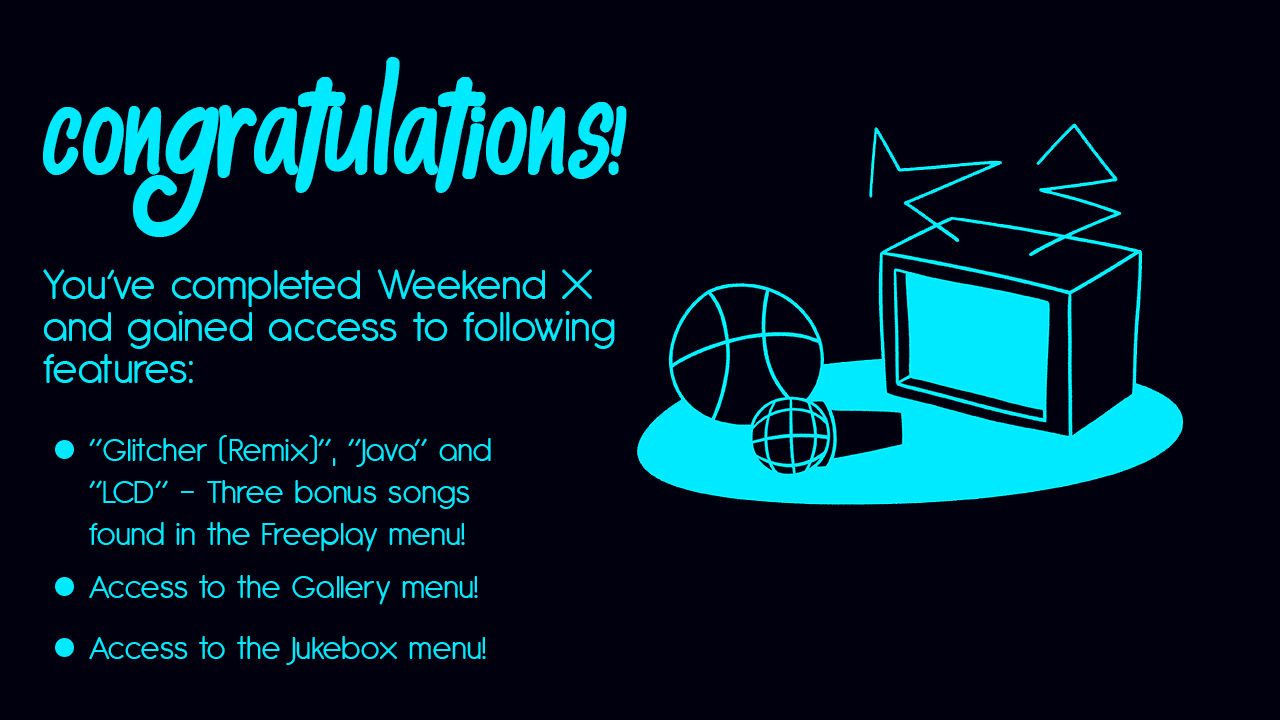 congratulations!
You've completed Weekend X
and gained access to following
features:
● "Glitcher (Remix)", "Java" and
"LCD" - Three bonus songs
found in the Freeplay menu!
● Access to the Gallery menu!
● Access to the Jukebox menu!